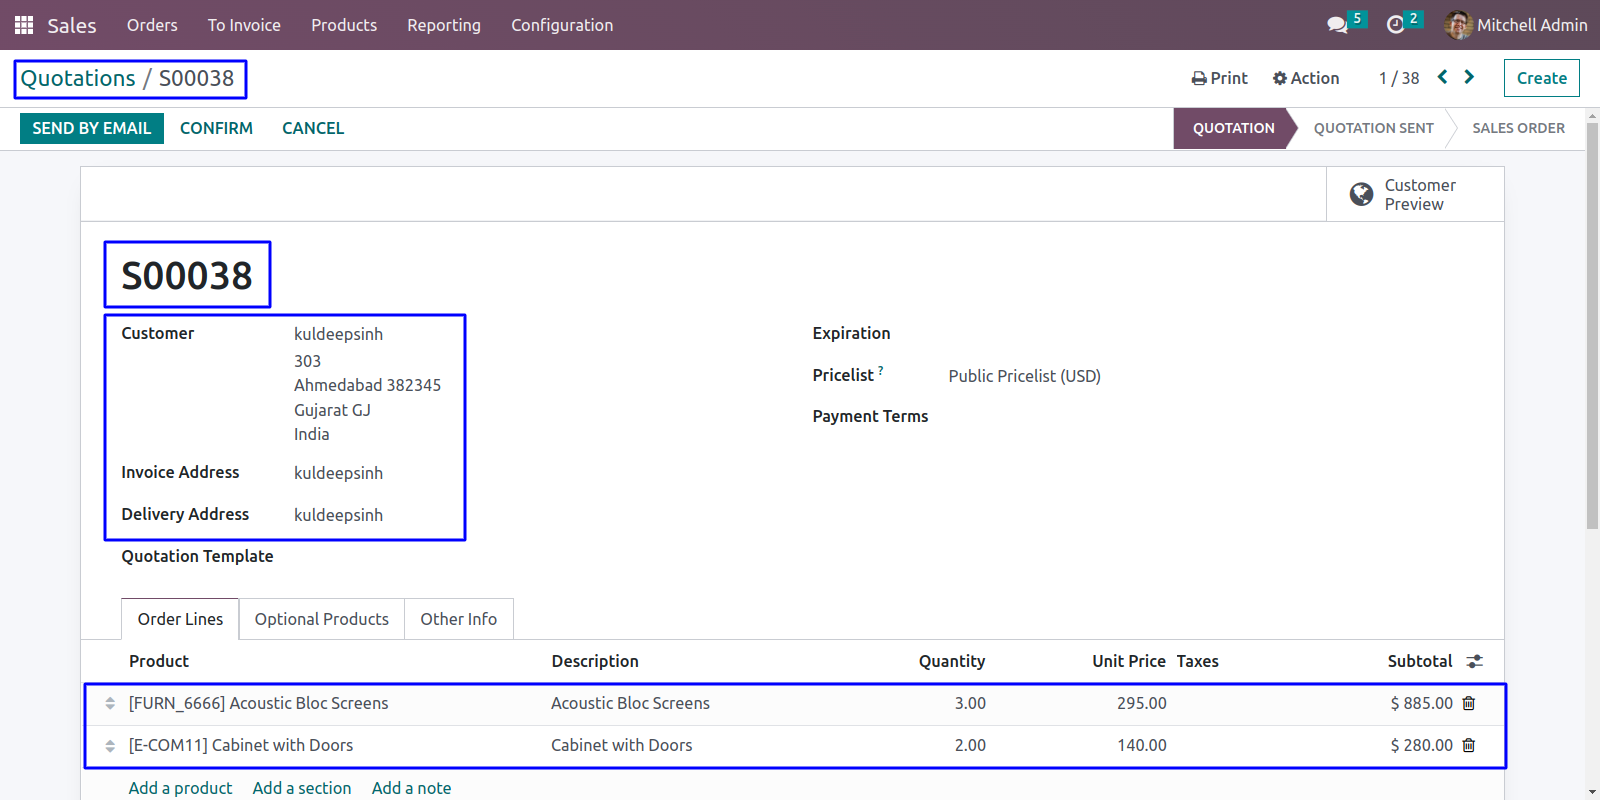 Sales Orders To Invoice Products Reporting Configuration 5 2 Mitchell Admin
Quotations / S00038 Print Action 1 / 38 Create
SEND BY EMAIL CONFIRM CANCEL QUOTATION QUOTATION SENT SALES ORDER
Customer
Preview
S00038
Customer kuldeepsinh
303
Ahmedabad 382345
Gujarat GJ
India
Invoice Address kuldeepsinh
Delivery Address kuldeepsinh
Quotation Template
Expiration
Pricelist ? Public Pricelist (USD)
Payment Terms
Order Lines Optional Products Other Info
Product Description Quantity Unit Price Taxes Subtotal
[FURN_6666] Acoustic Bloc Screens Acoustic Bloc Screens 3.00 295.00 $ 885.00
[E-COM11] Cabinet with Doors Cabinet with Doors 2.00 140.00 $ 280.00
Add a product Add a section Add a note